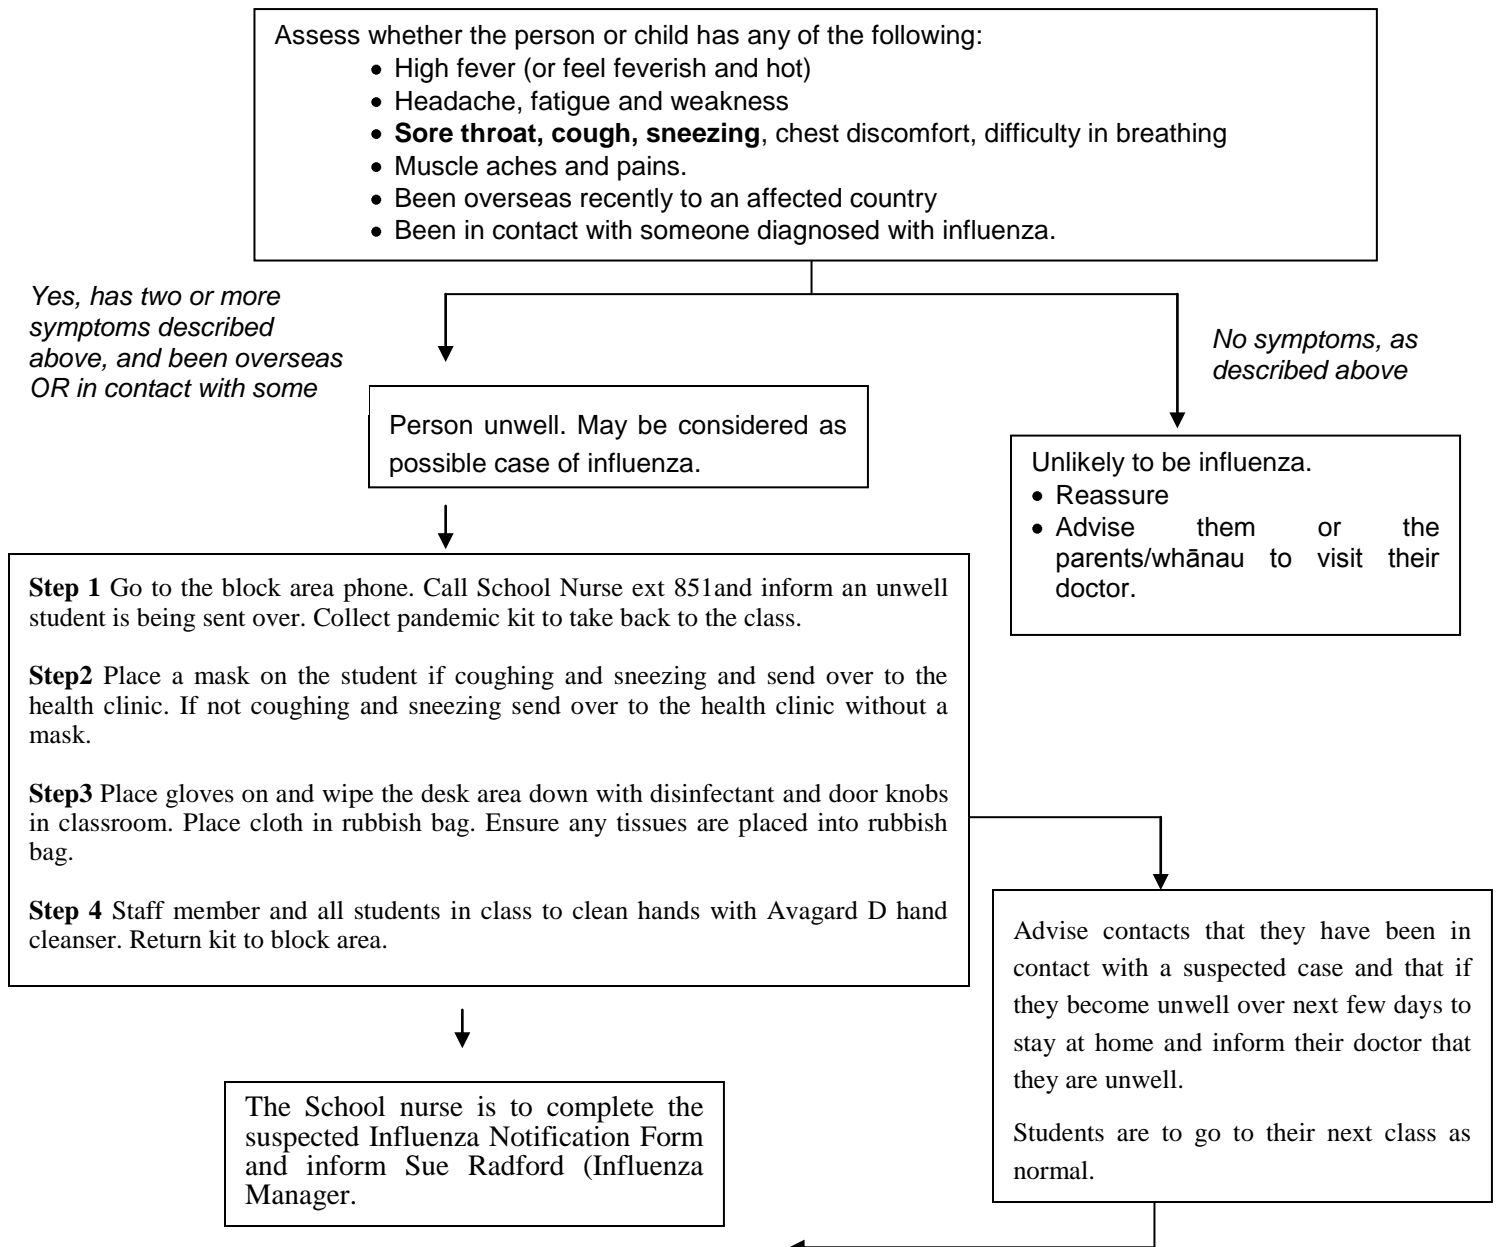 Assess whether the person or child has any of the following:
• High fever (or feel feverish and hot)
• Headache, fatigue and weakness
• Sore throat, cough, sneezing, chest discomfort, difficulty in breathing
• Muscle aches and pains.
• Been overseas recently to an affected country
• Been in contact with someone diagnosed with influenza.
Yes, has two or more
symptoms described
above, and been overseas
OR in contact with some
No symptoms, as
described above
Person unwell. May be considered as
possible case of influenza.
Unlikely to be influenza.
• Reassure
• Advise them or the
parents/whānau to visit their
doctor.
Step 1 Go to the block area phone. Call School Nurse ext 851and inform an unwell
student is being sent over. Collect pandemic kit to take back to the class.
Step2 Place a mask on the student if coughing and sneezing and send over to the
health clinic. If not coughing and sneezing send over to the health clinic without a
mask.
Step3 Place gloves on and wipe the desk area down with disinfectant and door knobs
in classroom. Place cloth in rubbish bag. Ensure any tissues are placed into rubbish
bag.
Step 4 Staff member and all students in class to clean hands with Avagard D hand
cleanser. Return kit to block area.
Advise contacts that they have been in
contact with a suspected case and that if
they become unwell over next few days to
stay at home and inform their doctor that
they are unwell.
Students are to go to their next class as
normal.
The School nurse is to complete the
suspected Influenza Notification Form
and inform Sue Radford (Influenza
Manager.